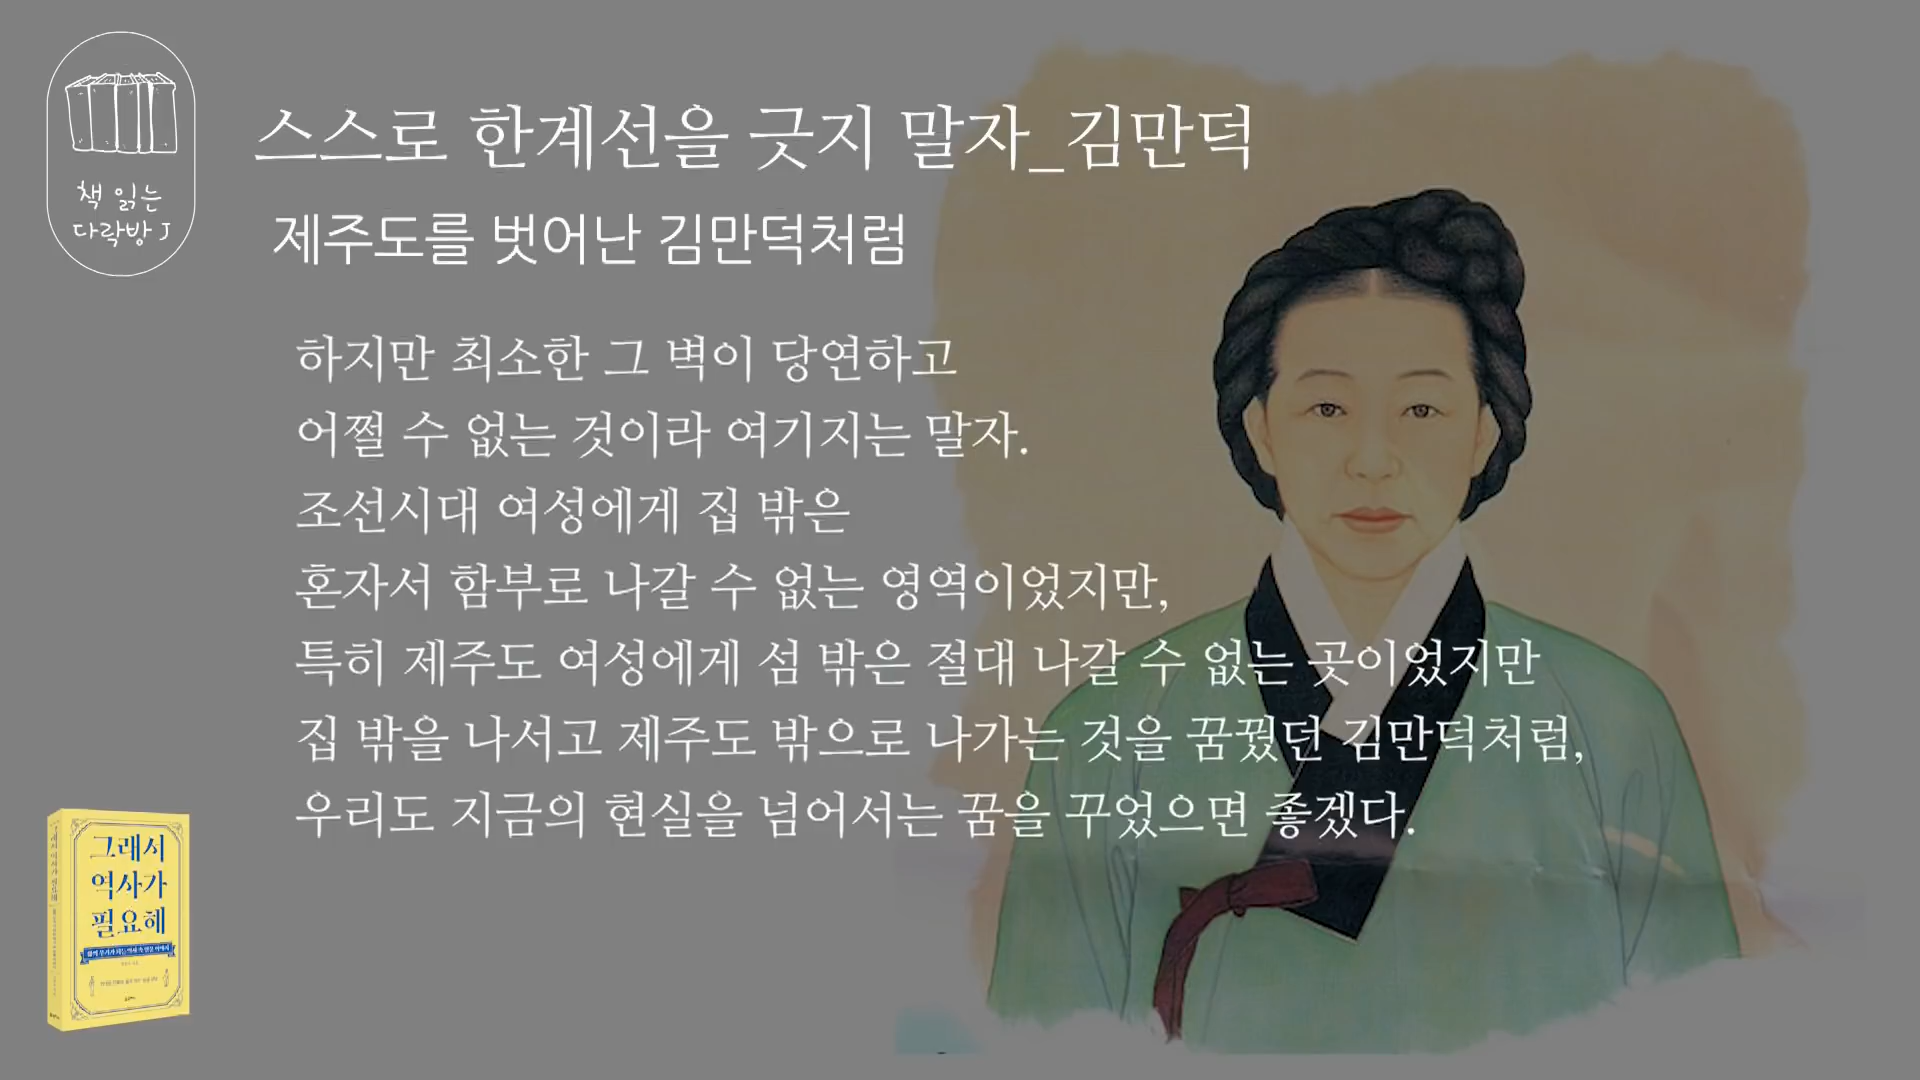 책 읽는
다락방 J
스스로 한계선을 긋지 말자_김만덕
제주도를 벗어난 김만덕처럼
하지만 최소한 그 벽이 당연하고
어쩔 수 없는 것이라 여기지는 말자.
조선시대 여성에게 집 밖은
혼자서 함부로 나갈 수 없는 영역이었지만,
특히 제주도 여성에게 섬 밖은 절대 나갈 수 없는 곳이었지만
집 밖을 나서고 제주도 밖으로 나가는 것을 꿈꿨던 김만덕처럼,
우리도 지금의 현실을 넘어서는 꿈을 꾸었으면 좋겠다.
그래서
역사가
필요해